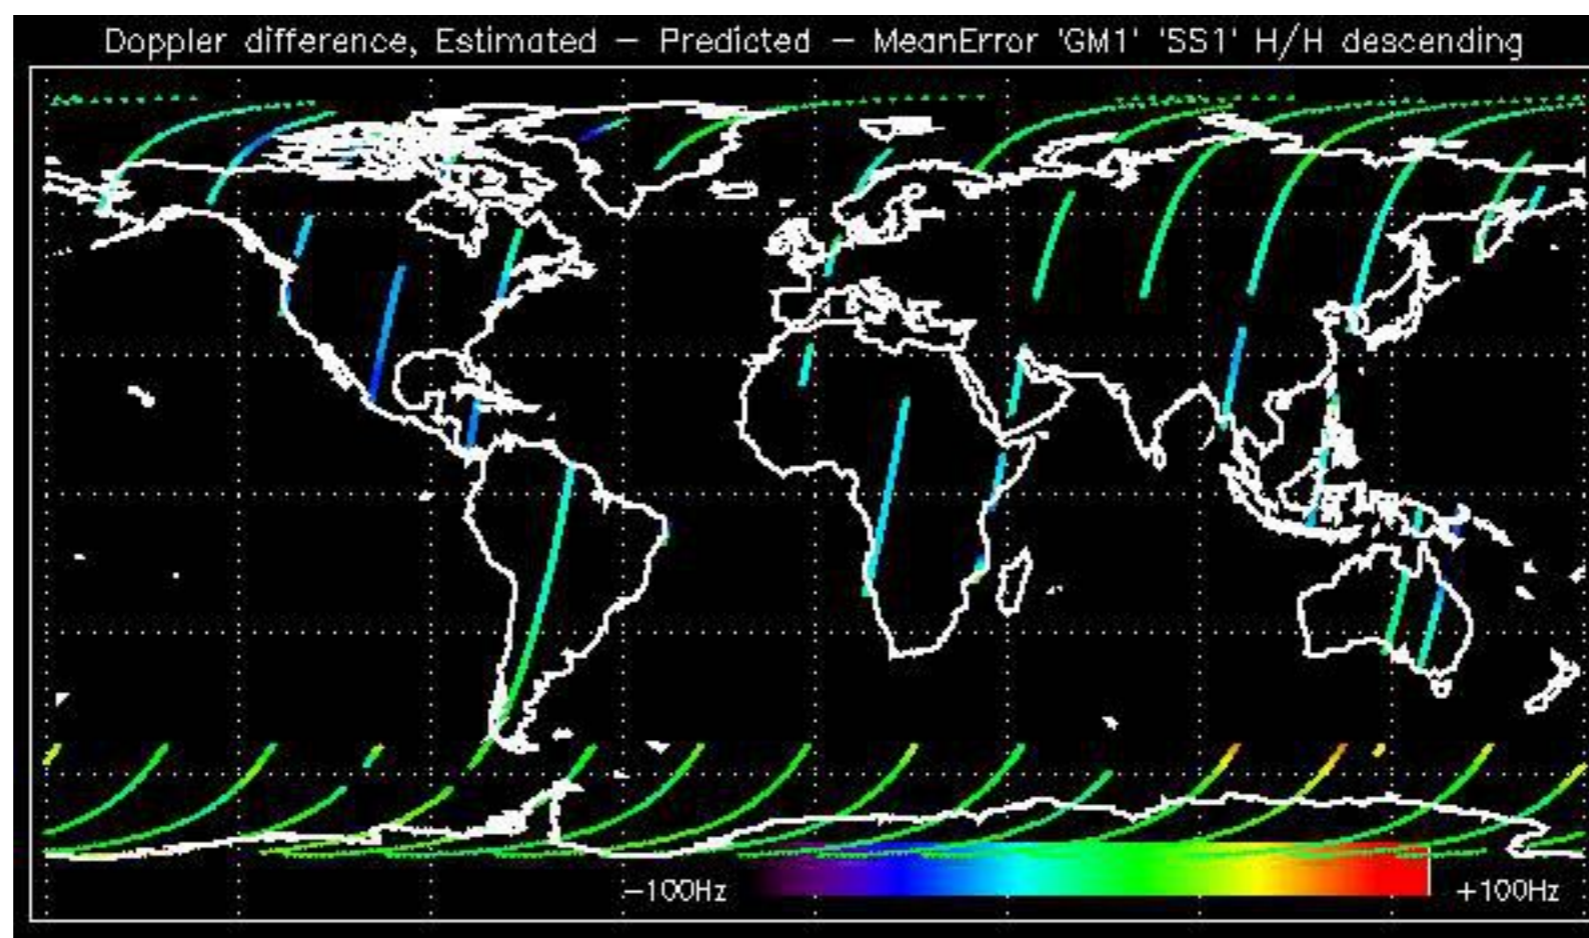 Doppler difference, Estimated – Predicted – MeanError 'GM1' 'SS1' H/H descending
–100Hz +100Hz